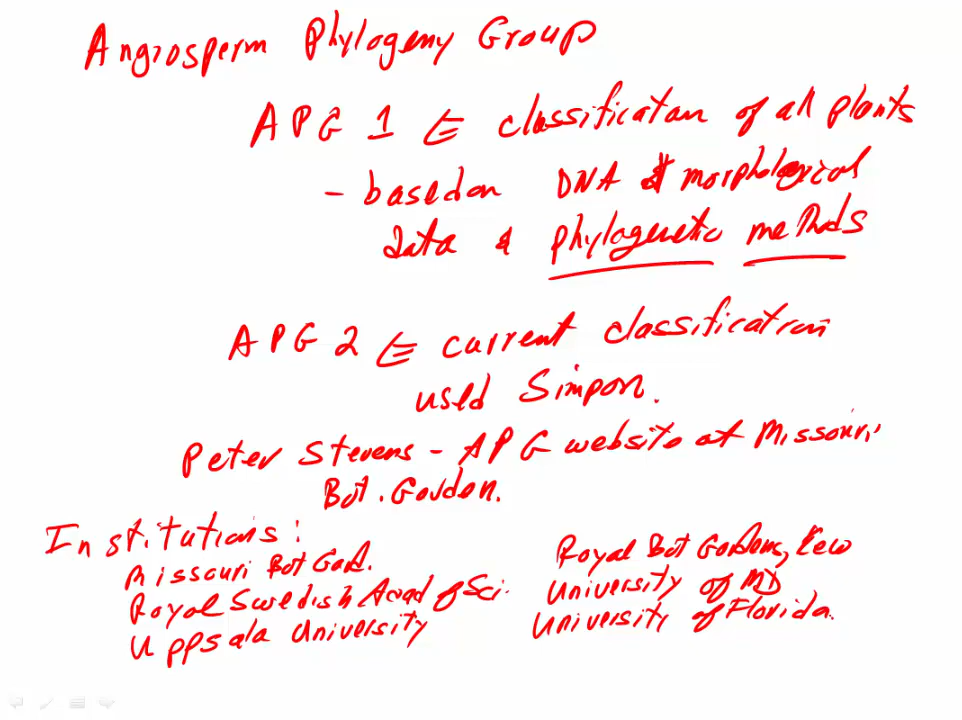 Angiosperm Phylogeny Group
APG 1 ⇐ classification of all plants
- based on DNA & morphological
data & phylogenetic methods
APG 2 ⇐ current classification
used Simpson.
Peter Stevens - APG website at Missouri
Bot. Garden.
Institutions:
Missouri Bot Gard.
Royal Swedish Acad of Sci.
Uppsala University
Royal Bot Gardens, Kew
University of MD
University of Florida.